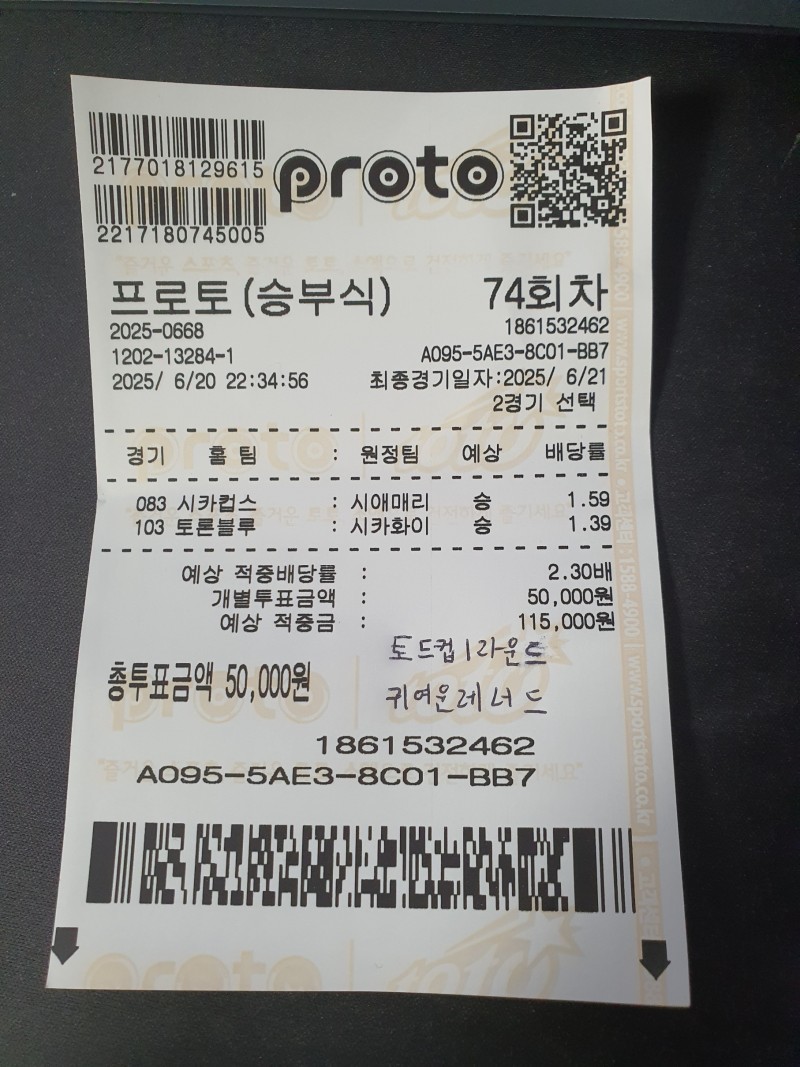 2177018129615
2217180745005
proto
프로토(승부식) 74회차
2025-0668 1861532462
1202-13284-1 A095-5AE3-8C01-BB7
2025/ 6/20 22:34:56 최종경기일자:2025/ 6/21
2경기 선택
경기 홈 팀 : 원정팀 예상 배당률
083 시카컵스 : 시애매리 승 1.59
103 토론블루 : 시카화이 승 1.39
예상 적중배당률 : 2.30배
개별투표금액 : 50,000원
예상 적중금 : 115,000원
토드컵 1라운드
총투표금액 50,000원
귀여운레너드
1861532462
A095-5AE3-8C01-BB7